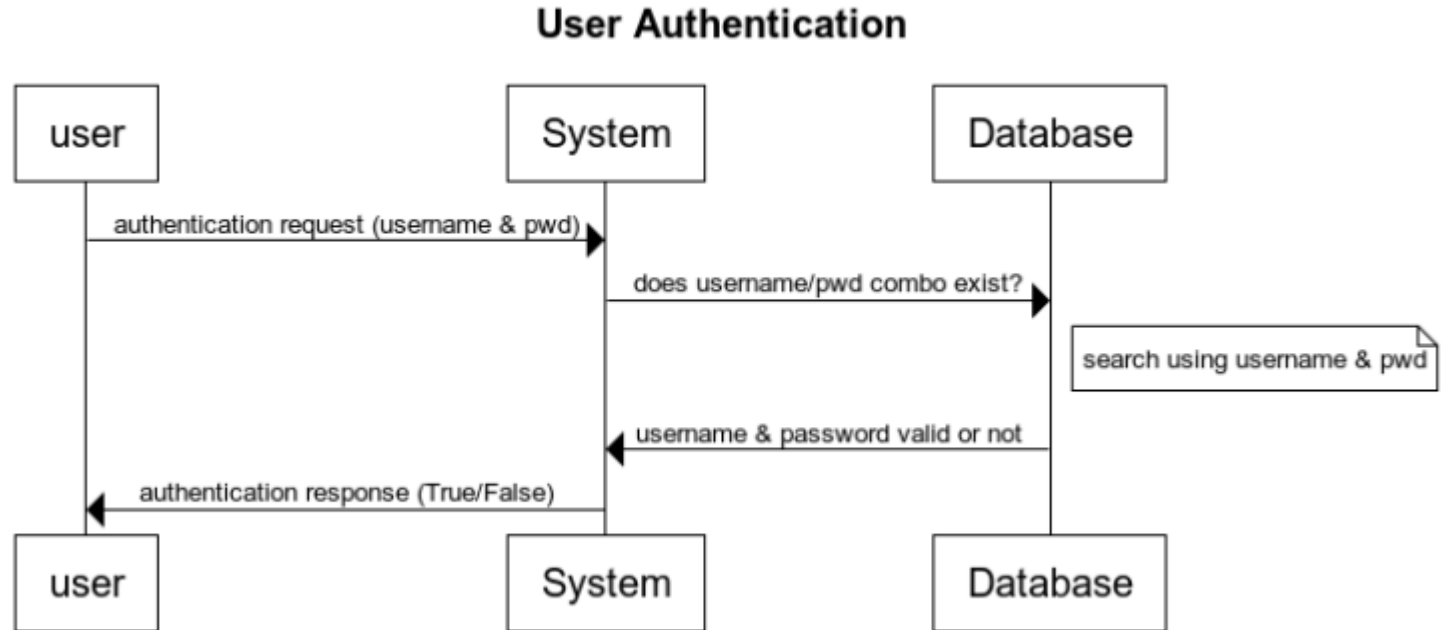 User Authentication
user
System
Database
authentication request (username & pwd)
does username/pwd combo exist?
search using username & pwd
username & password valid or not
authentication response (True/False)
user
System
Database